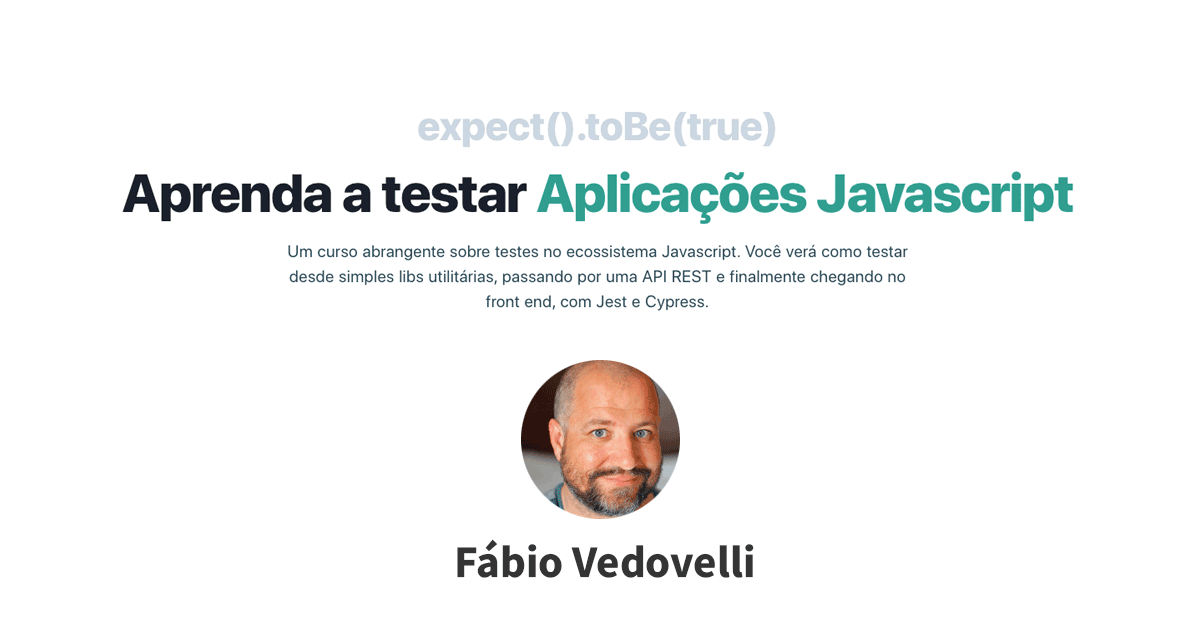 expect().toBe(true)
Aprenda a testar Aplicações Javascript
Um curso abrangente sobre testes no ecossistema Javascript. Você verá como testar
desde simples libs utilitárias, passando por uma API REST e finalmente chegando no
front end, com Jest e Cypress.
Fábio Vedovelli